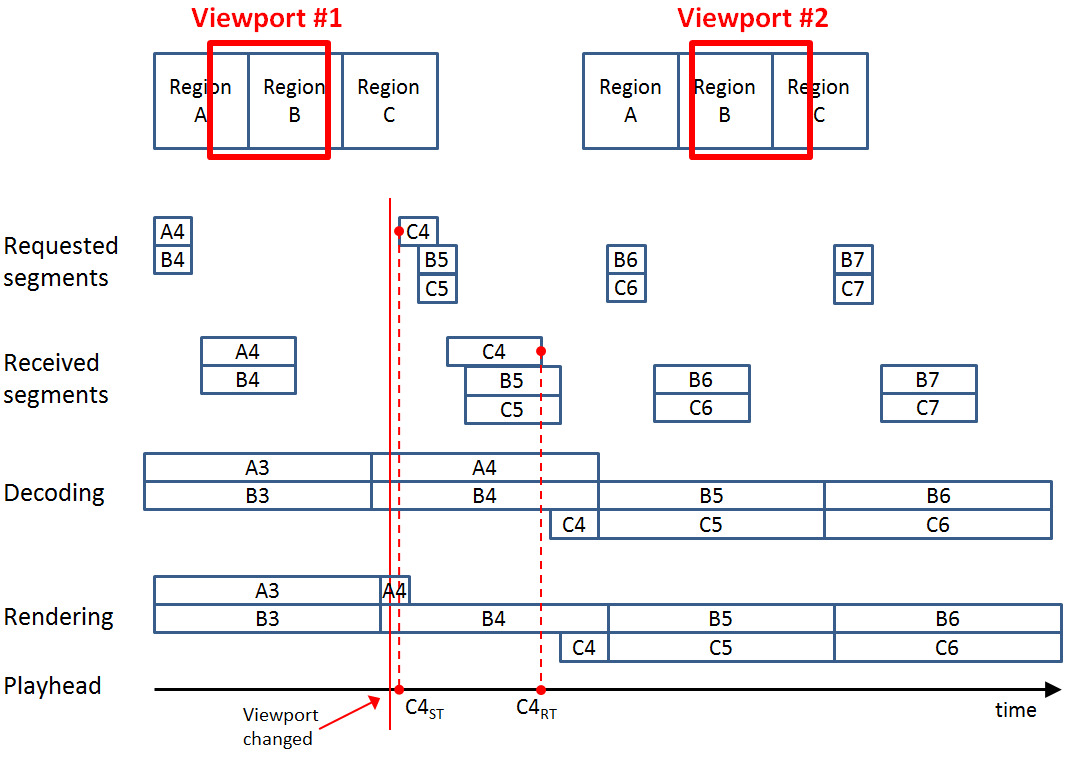 Viewport #1
Viewport #2
Region A
Region B
Region C
Region A
Region B
Region C
Requested segments
A4
B4
C4
B5
C5
B6
C6
B7
C7
Received segments
A4
B4
C4
B5
C5
B6
C6
B7
C7
Decoding
A3
A4
B3
B4
B5
B6
C4
C5
C6
Rendering
A3
A4
B3
B4
B5
B6
C4
C5
C6
Playhead
Viewport changed
C4ST
C4RT
time